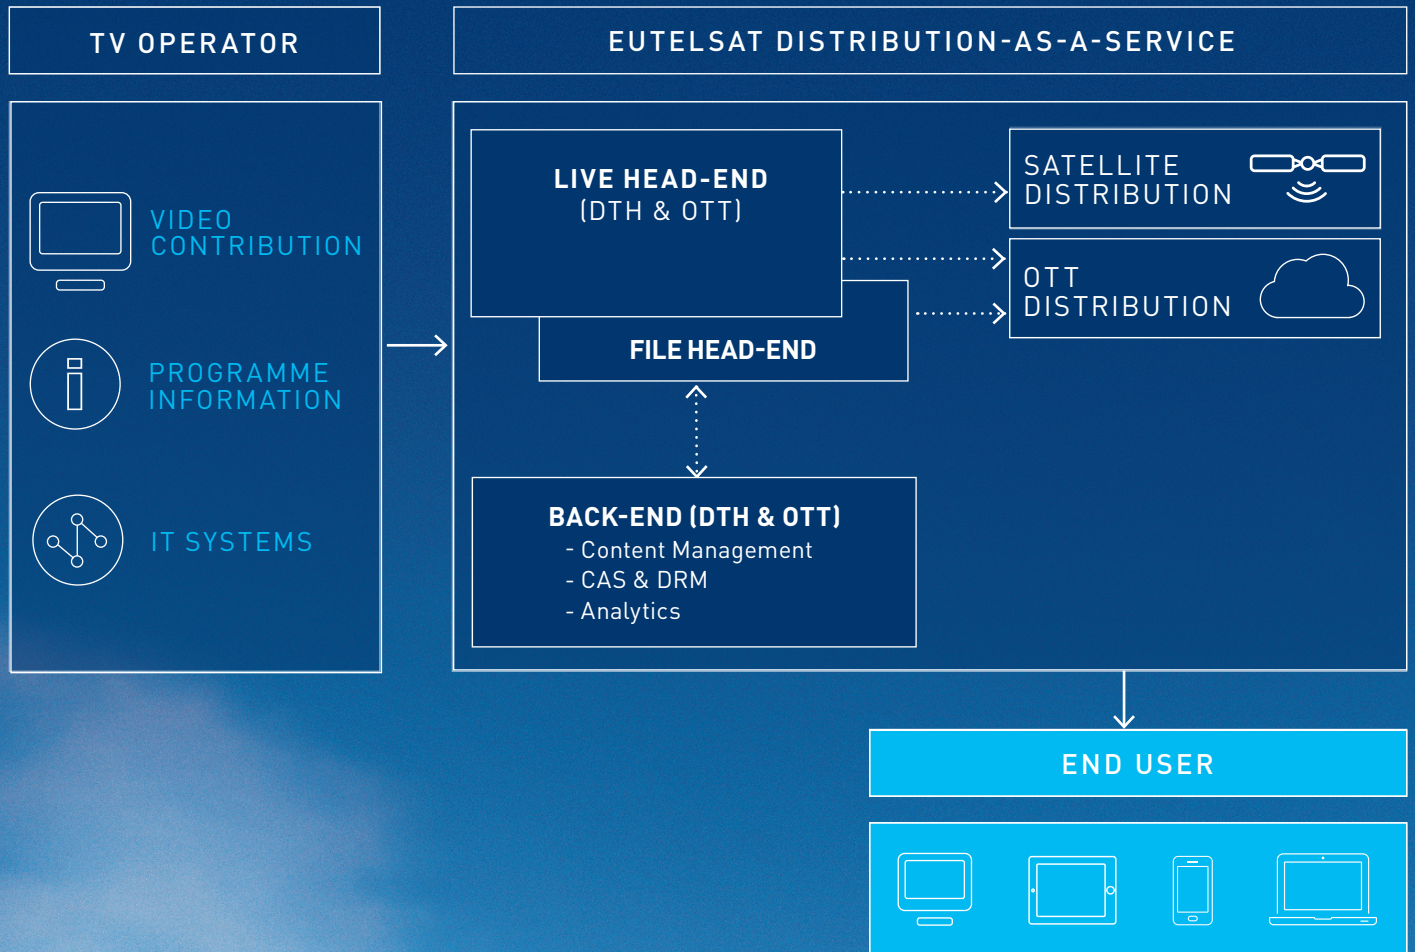 TV OPERATOR
EUTELSAT DISTRIBUTION-AS-A-SERVICE
VIDEO
CONTRIBUTION
PROGRAMME
INFORMATION
IT SYSTEMS
LIVE HEAD-END
(DTH & OTT)
FILE HEAD-END
SATELLITE
DISTRIBUTION
OTT
DISTRIBUTION
BACK-END (DTH & OTT)
- Content Management
- CAS & DRM
- Analytics
END USER